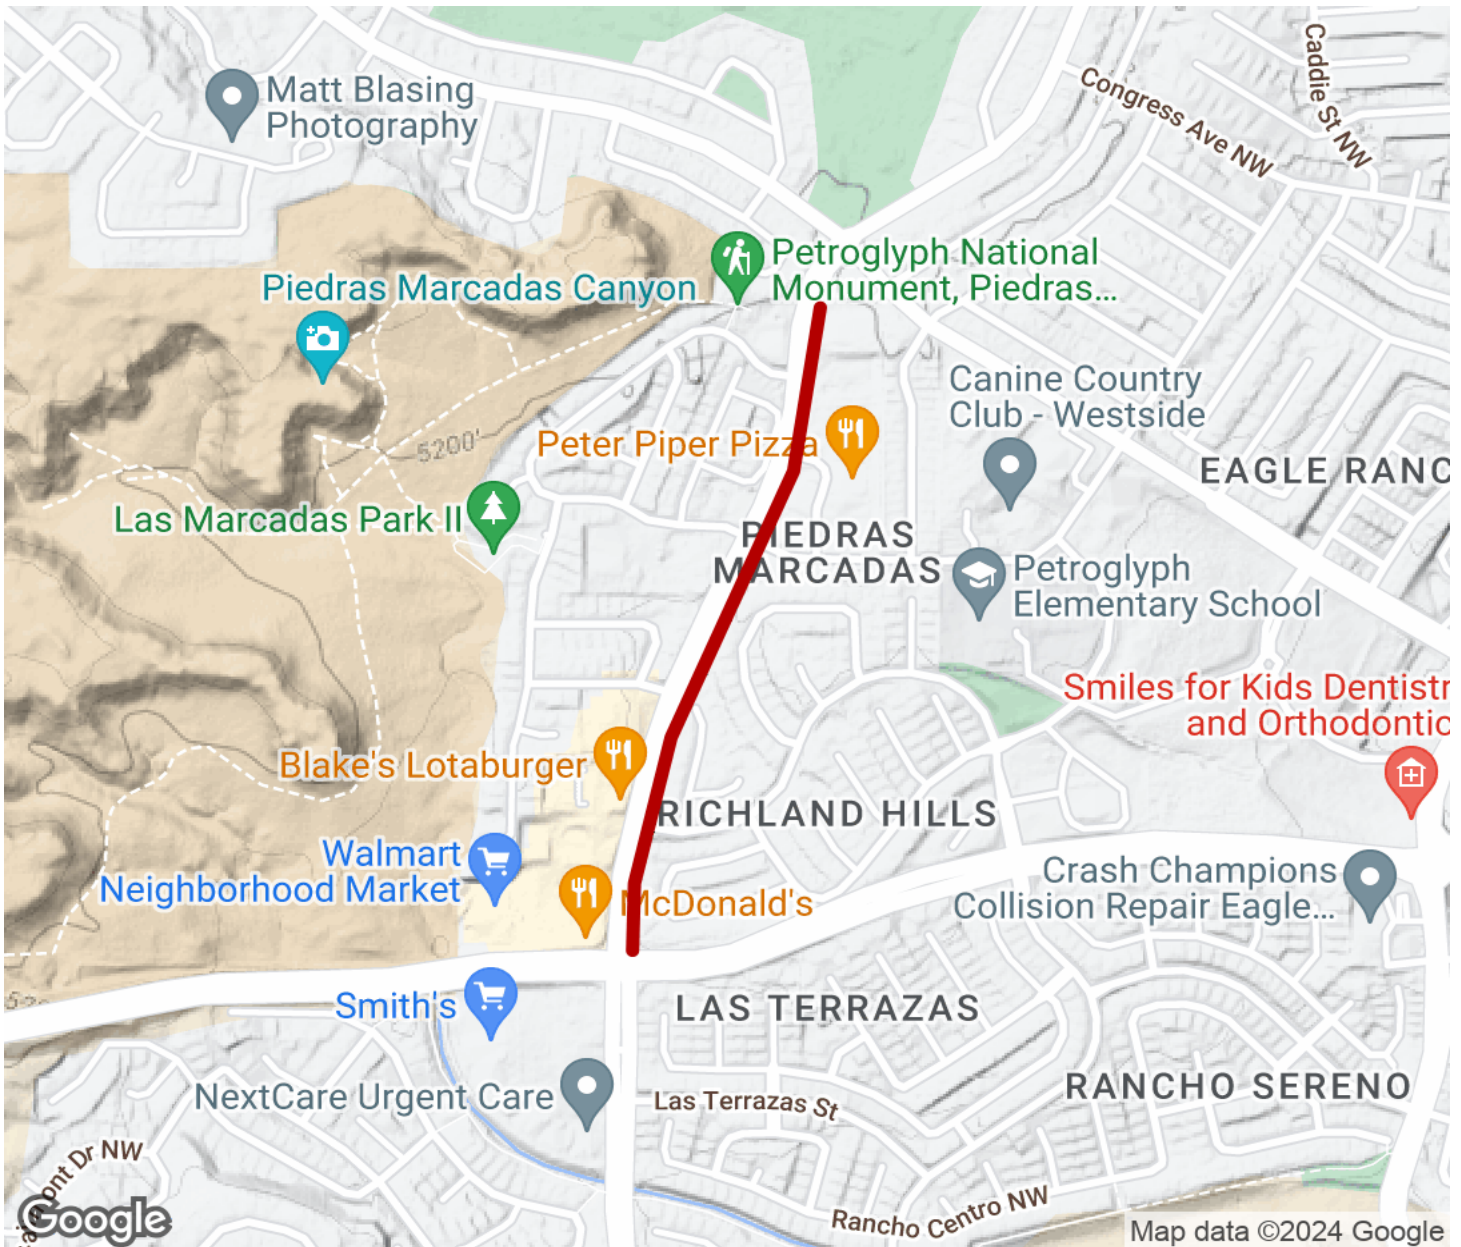 Caddie St NW
Matt Blasing
Photography
Congress Ave NW
Petroglyph National
Monument, Piedras...
Piedras Marcadas Canyon
Canine Country
Club - Westside
5200'
Peter Piper Pizza
EAGLE RANC
Las Marcadas Park II
PIEDRAS
MARCADAS
Petroglyph
Elementary School
Smiles for Kids Dentistr
and Orthodontic
Blake's Lotaburger
RICHLAND HILLS
Walmart
Neighborhood Market
McDonald's
Crash Champions
Collision Repair Eagle...
Smith's
LAS TERRAZAS
NextCare Urgent Care
Las Terrazas St
RANCHO SERENO
ont Dr NW
Rancho Centro NW
Google
Map data ©2024 Google